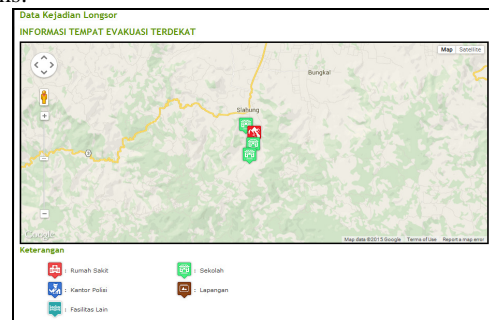 Data Kejadian Longsor
INFORMASI TEMPAT EVAKUASI TERDEKAT
Map Satellite
Bungkal
Slahung
Google
Map data ©2013 Google Terms of Use Report a map error
Keterangan
: Rumah Sakit : Sekolah
: Kantor Polisi : Lapangan
: Fasilitas Lain